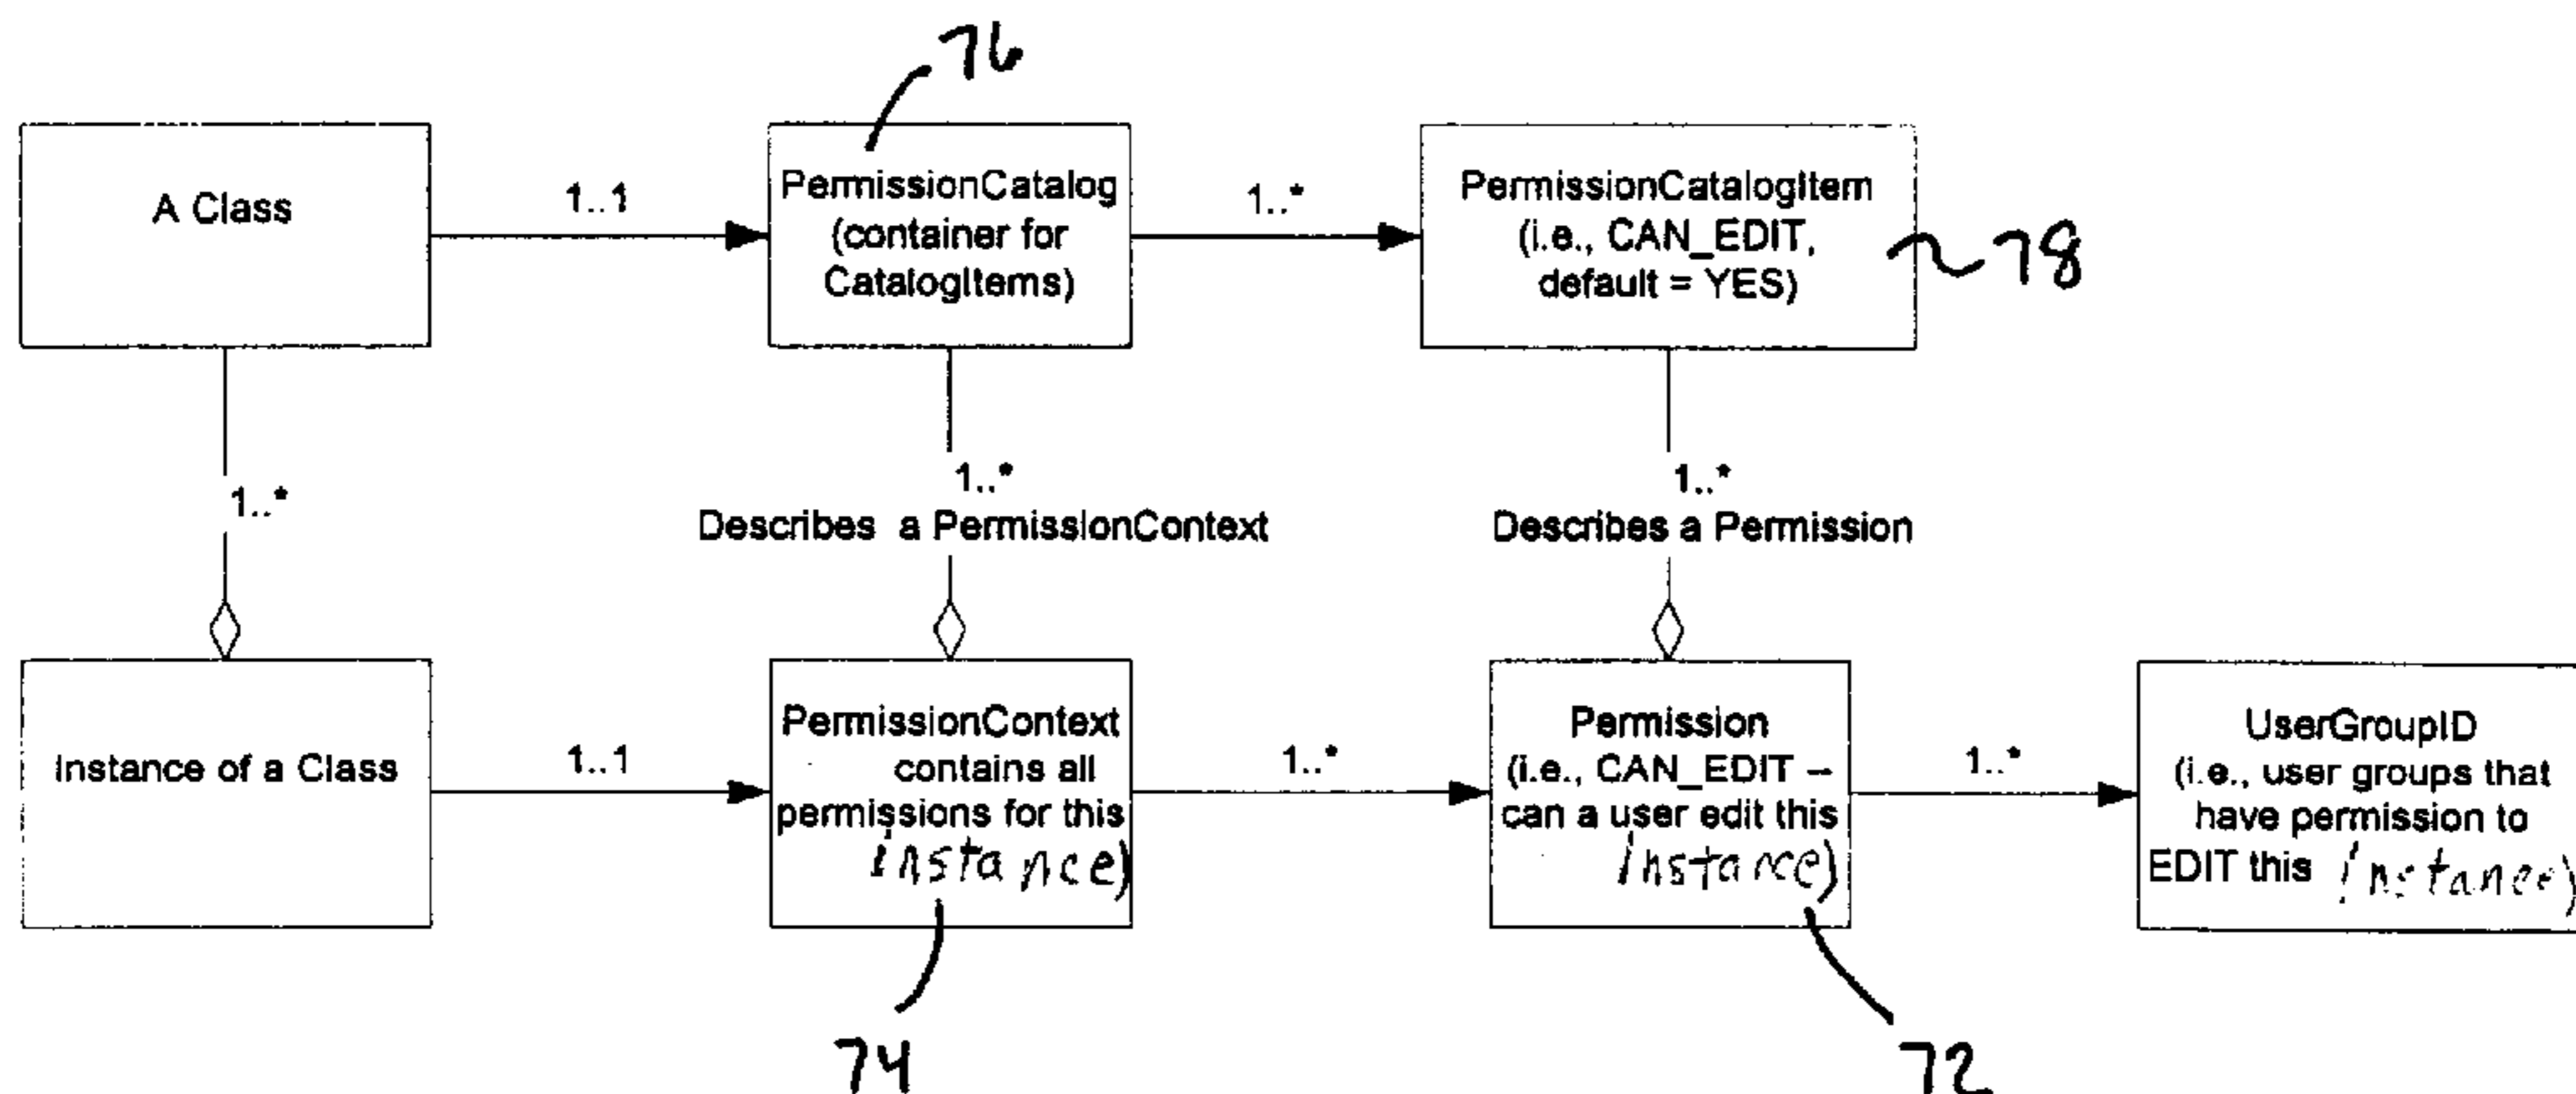 76
A Class
1..1
PermissionCatalog
(container for
CatalogItems)
1..*
PermissionCatalogItem
(i.e., CAN_EDIT,
default = YES)
78
1..*
1..*
Describes a PermissionContext
1..*
Describes a Permission
Instance of a Class
1..1
PermissionContext
contains all
permissions for this
instance)
1..*
Permission
(i.e., CAN_EDIT –
can a user edit this
instance)
1..*
UserGroupID
(i.e., user groups that
have permission to
EDIT this instance)
74
72